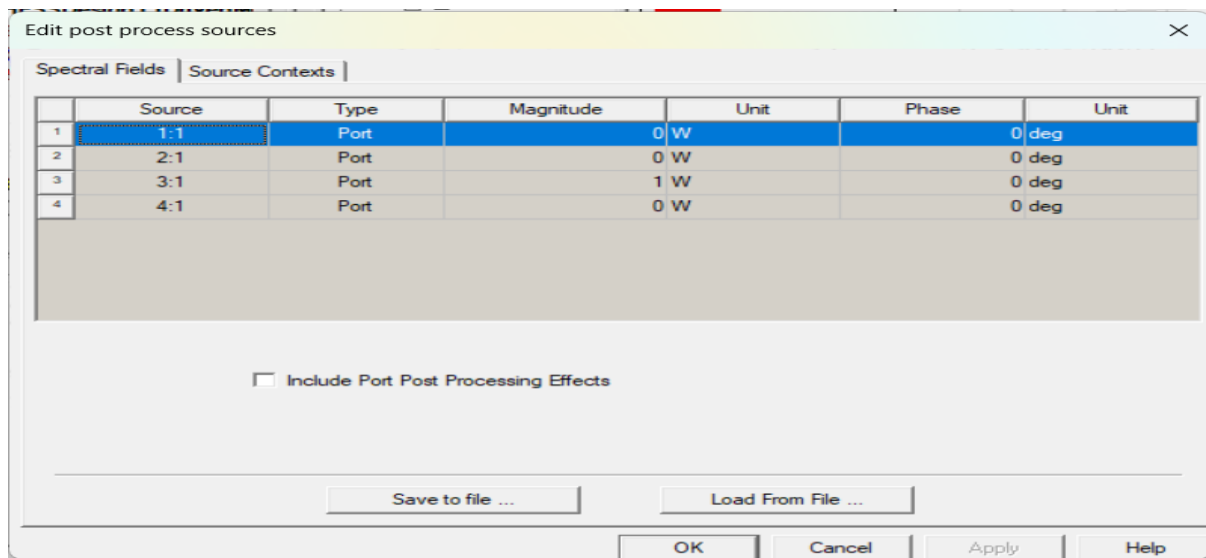 Edit post process sources
Spectral Fields Source Contexts
Source Type Magnitude Unit Phase Unit
1 1:1 Port 0 W 0 deg
2 2:1 Port 0 W 0 deg
3 3:1 Port 1 W 0 deg
4 4:1 Port 0 W 0 deg
Include Port Post Processing Effects
Save to file ... Load From File ...
OK Cancel Apply Help